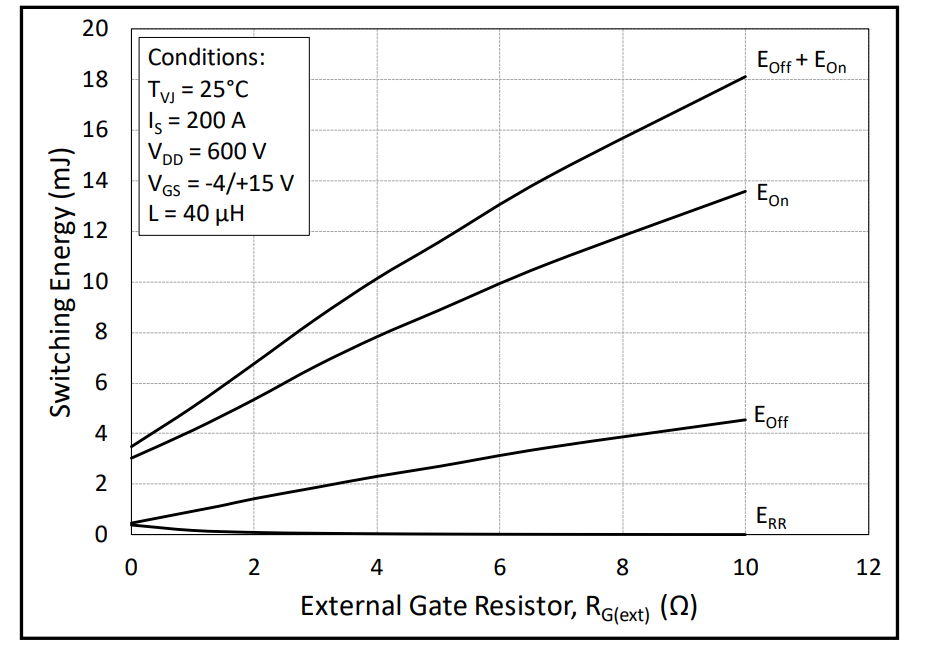 20
18
16
14
12
10
8
6
4
2
0
Switching Energy (mJ)
Conditions:
T_VJ = 25°C
I_S = 200 A
V_DD = 600 V
V_GS = -4/+15 V
L = 40 μH
E_Off + E_On
E_On
E_Off
E_RR
0 2 4 6 8 10 12
External Gate Resistor, R_G(ext) (Ω)